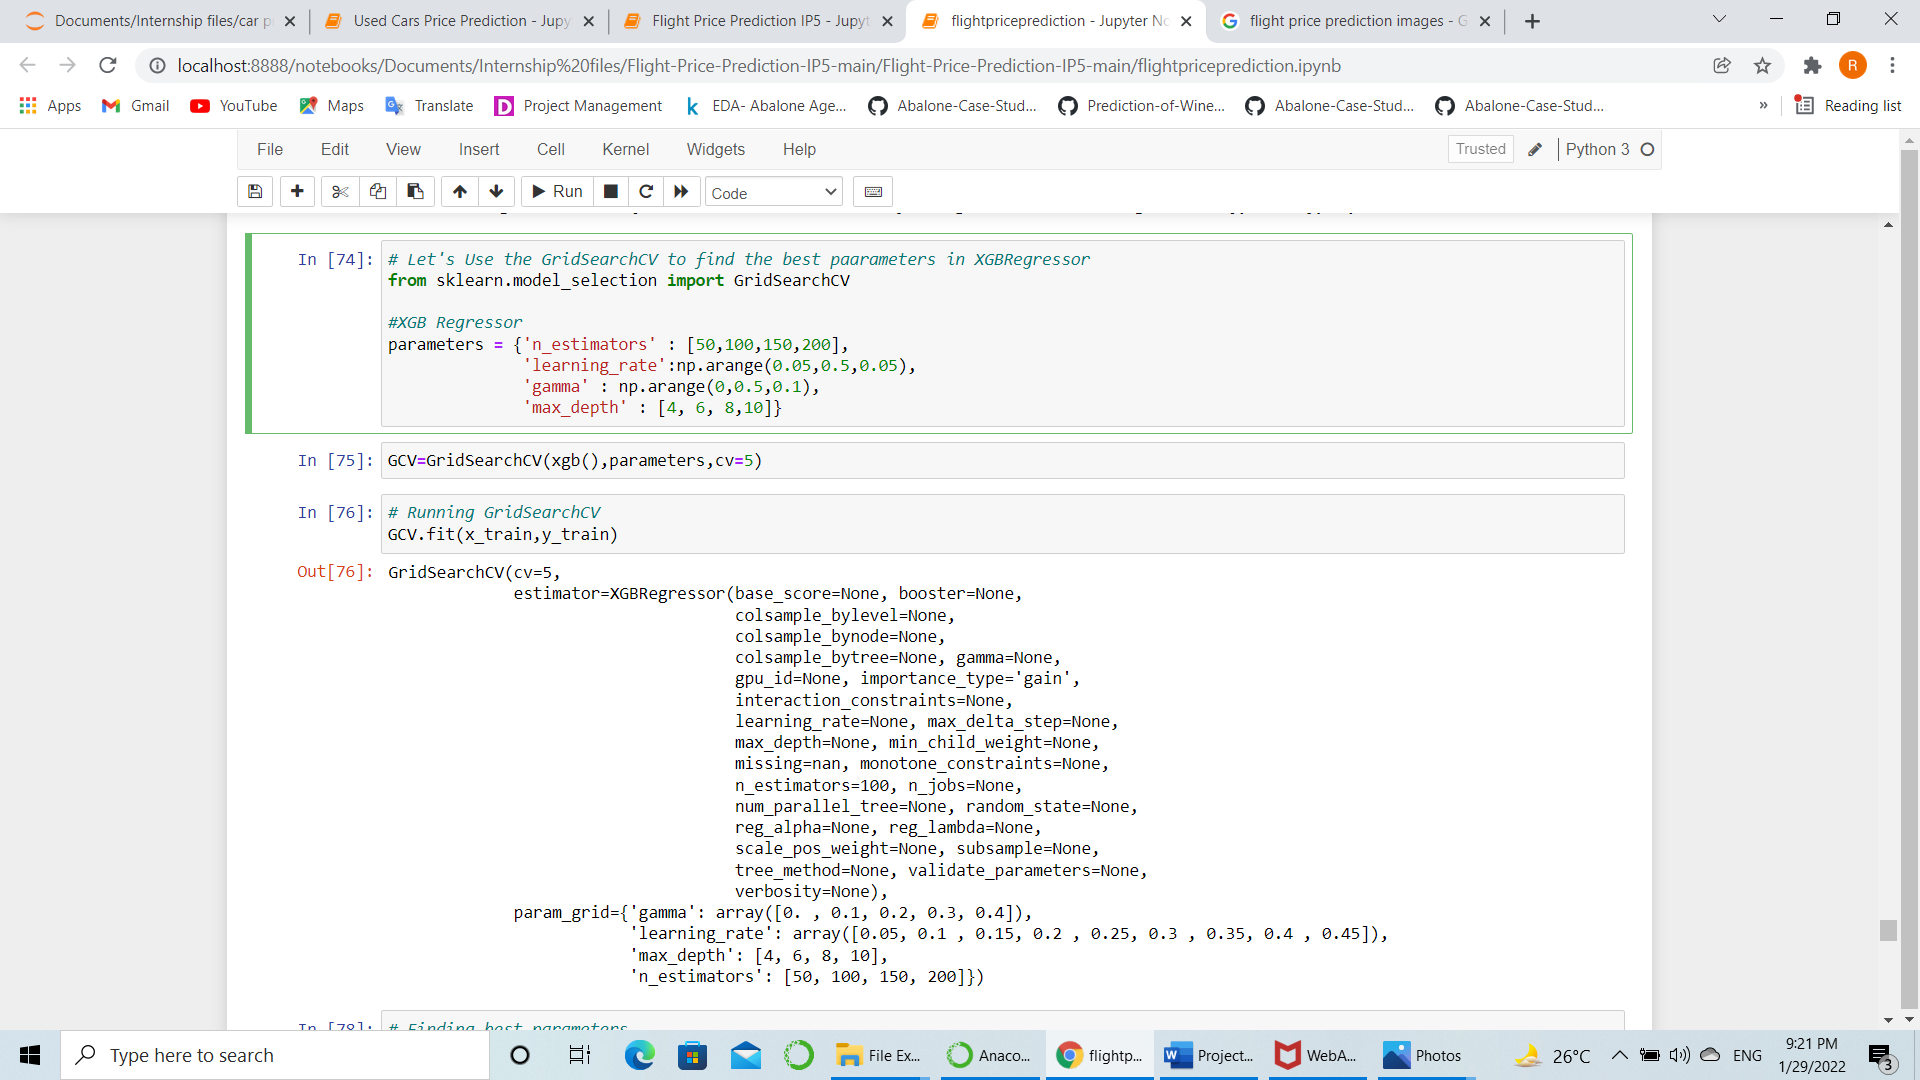 Documents/Internship files/car p
Used Cars Price Prediction - Jupy
Flight Price Prediction IP5 - Jupyt
flightpriceprediction - Jupyter No
flight price prediction images - G
localhost:8888/notebooks/Documents/Internship%20files/Flight-Price-Prediction-IP5-main/Flight-Price-Prediction-IP5-main/flightpriceprediction.ipynb
R
Apps
Gmail
YouTube
Maps
Translate
Project Management
EDA- Abalone Age...
Abalone-Case-Stud...
Prediction-of-Wine...
Abalone-Case-Stud...
Abalone-Case-Stud...
»
Reading list
File Edit View Insert Cell Kernel Widgets Help
Trusted
Python 3
Run
Code
In [74]:
# Let's Use the GridSearchCV to find the best paarameters in XGBRegressor
from sklearn.model_selection import GridSearchCV
#XGB Regressor
parameters = {'n_estimators' : [50,100,150,200],
'learning_rate':np.arange(0.05,0.5,0.05),
'gamma' : np.arange(0,0.5,0.1),
'max_depth' : [4, 6, 8,10]}
In [75]:
GCV=GridSearchCV(xgb(),parameters,cv=5)
In [76]:
# Running GridSearchCV
GCV.fit(x_train,y_train)
Out[76]:
GridSearchCV(cv=5,
estimator=XGBRegressor(base_score=None, booster=None,
colsample_bylevel=None,
colsample_bynode=None,
colsample_bytree=None, gamma=None,
gpu_id=None, importance_type='gain',
interaction_constraints=None,
learning_rate=None, max_delta_step=None,
max_depth=None, min_child_weight=None,
missing=nan, monotone_constraints=None,
n_estimators=100, n_jobs=None,
num_parallel_tree=None, random_state=None,
reg_alpha=None, reg_lambda=None,
scale_pos_weight=None, subsample=None,
tree_method=None, validate_parameters=None,
verbosity=None),
param_grid={'gamma': array([0. , 0.1, 0.2, 0.3, 0.4]),
'learning_rate': array([0.05, 0.1 , 0.15, 0.2 , 0.25, 0.3 , 0.35, 0.4 , 0.45]),
'max_depth': [4, 6, 8, 10],
'n_estimators': [50, 100, 150, 200]})
In [78]:
# Finding best parameters
Type here to search
File Ex...
Anaco...
flightp...
Project...
WebA...
Photos
26°C
ENG
9:21 PM
1/29/2022
3